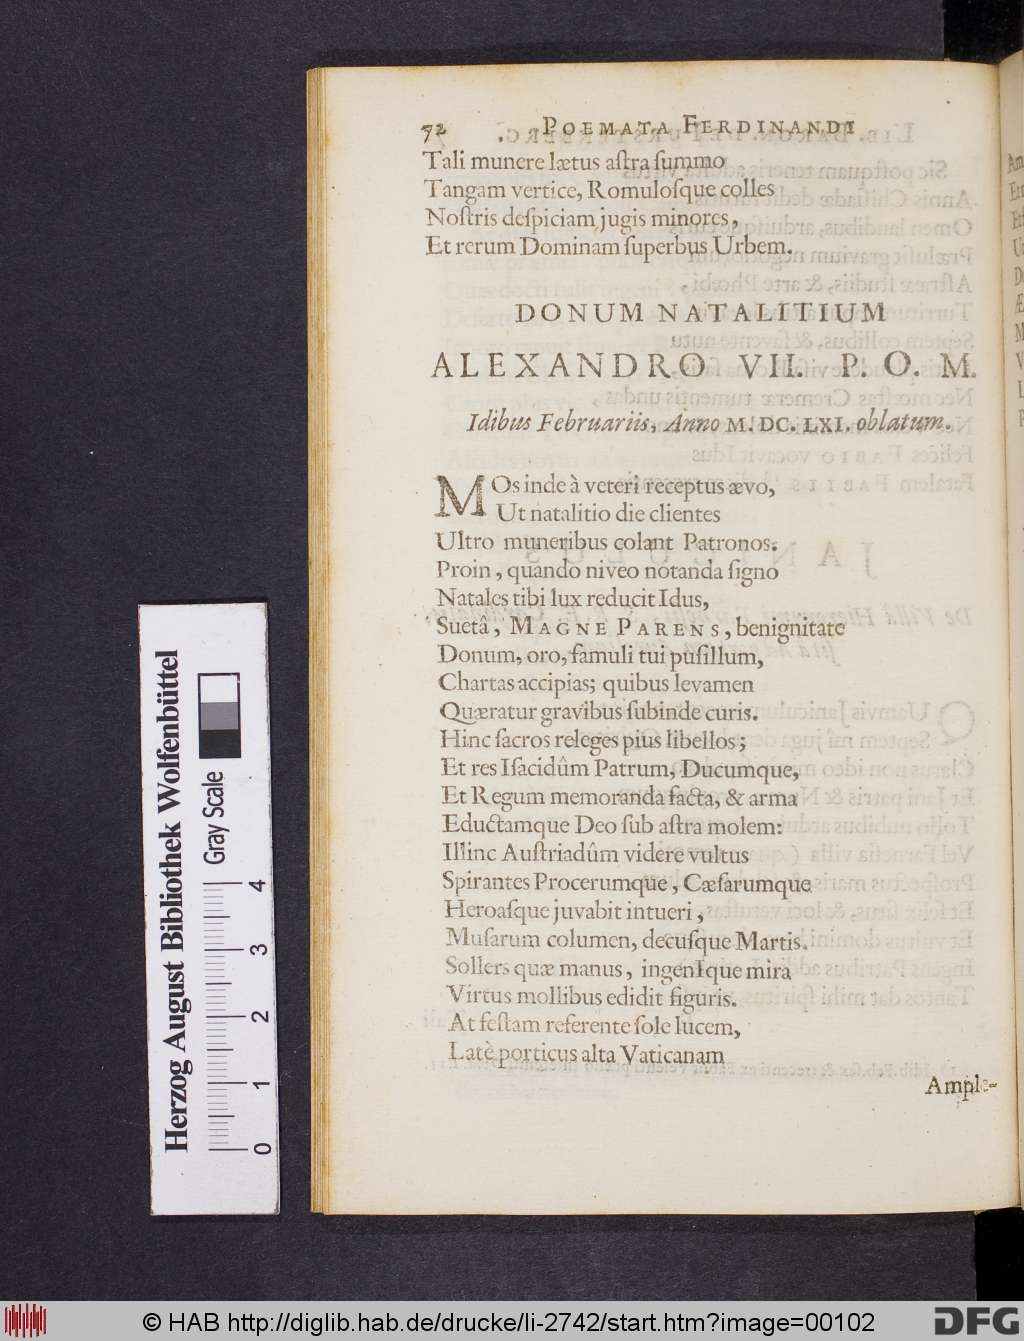 72 POEMATA FERDINANDI
Tali munere lætus aſtra ſummo
Tangam vertice, Romuloſque colles
Noſtris deſpiciam jugis minores,
Et rerum Dominam ſuperbus Urbem.
DONUM NATALITIUM
ALEXANDRO VII. P. O. M.
Idibus Februariis, Anno M. DC. LXI. oblatum.
MOs inde à veteri receptus ævo,
Ut natalitio die clientes
Ultro muneribus colant Patronos.
Proin, quando niveo notanda ſigno
Natales tibi lux reducit Idus,
Suetâ, MAGNE PARENS, benignitate
Donum, oro, famuli tui puſillum,
Chartas accipias; quibus levamen
Quæratur gravibus ſubinde curis.
Hinc ſacros releges pius libellos;
Et res Iſacidûm Patrum, Ducumque,
Et Regum memoranda facta, & arma
Eductamque Deo ſub aſtra molem:
Illinc Auſtriadûm videre vultus
Spirantes Procerumque, Cæſarumque
Heroaſque juvabit intueri,
Muſarum columen, decuſque Martis.
Sollers quæ manus, ingenIque mira
Virtus mollibus edidit figuris.
At feſtam referente ſole lucem,
Latè porticus alta Vaticanam
Ample-
Herzog August Bibliothek Wolfenbüttel
Gray Scale
0 1 2 3 4
© HAB http://diglib.hab.de/drucke/li-2742/start.htm?image=00102
DFG